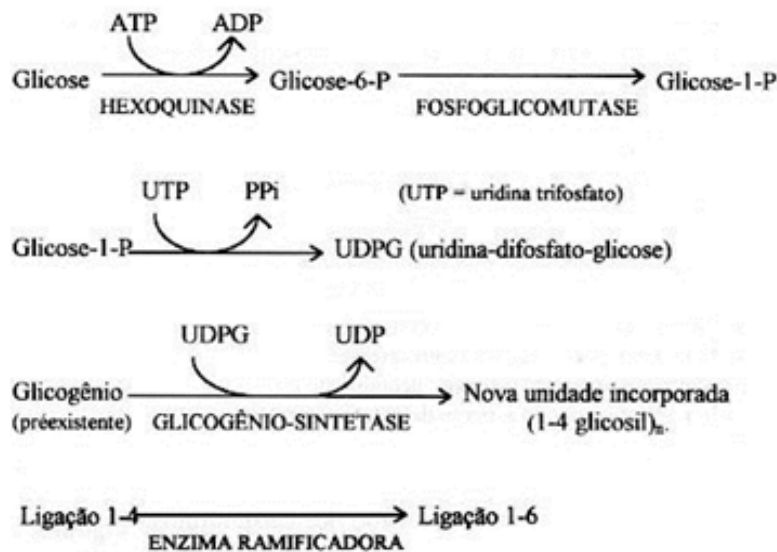 ATP ADP
Glicose Glicose-6-P Glicose-1-P
HEXOQUINASE FOSFOGLICOMUTASE
UTP PPi (UTP = uridina trifosfato)
Glicose-1-P UDPG (uridina-difosfato-glicose)
UDPG UDP
Glicogênio Nova unidade incorporada
(préexistente) GLICOGÊNIO-SINTETASE (1-4 glicosil)n.
Ligação 1-4 Ligação 1-6
ENZIMA RAMIFICADORA